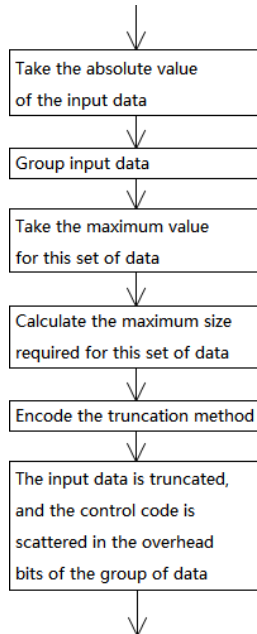 Take the absolute value
of the input data
Group input data
Take the maximum value
for this set of data
Calculate the maximum size
required for this set of data
Encode the truncation method
The input data is truncated,
and the control code is
scattered in the overhead
bits of the group of data